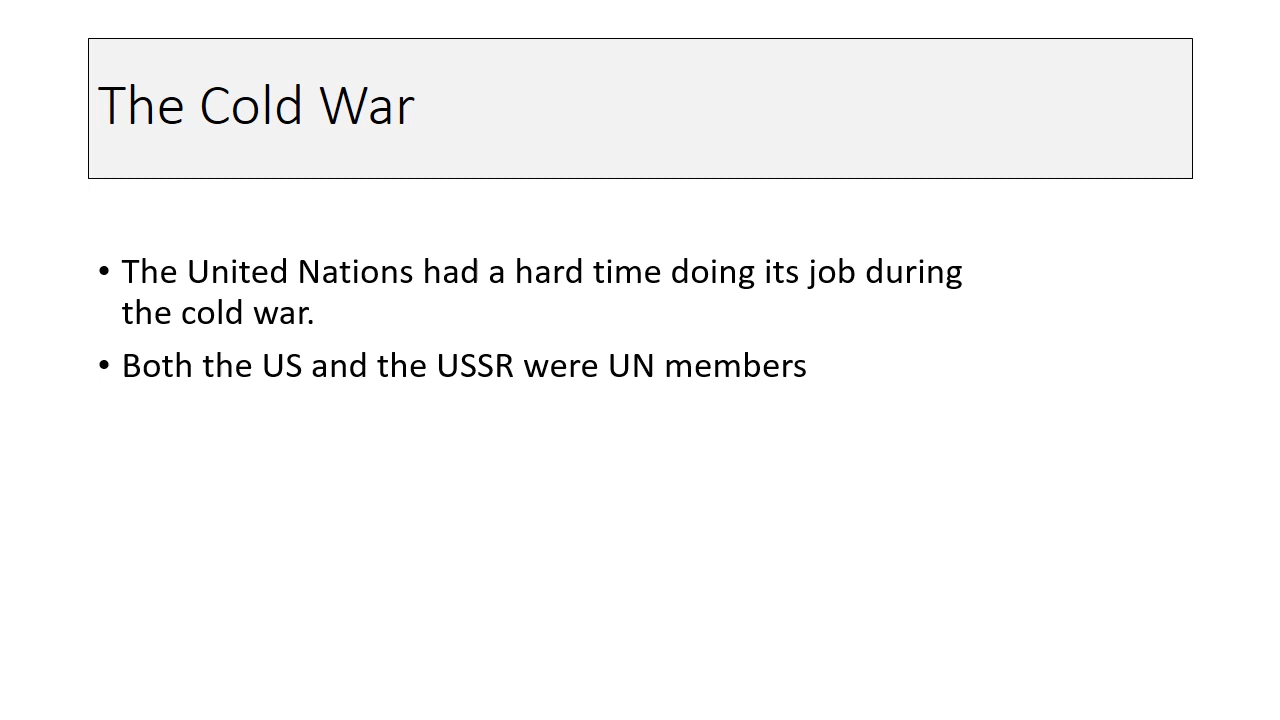 The Cold War
• The United Nations had a hard time doing its job during
the cold war.
• Both the US and the USSR were UN members